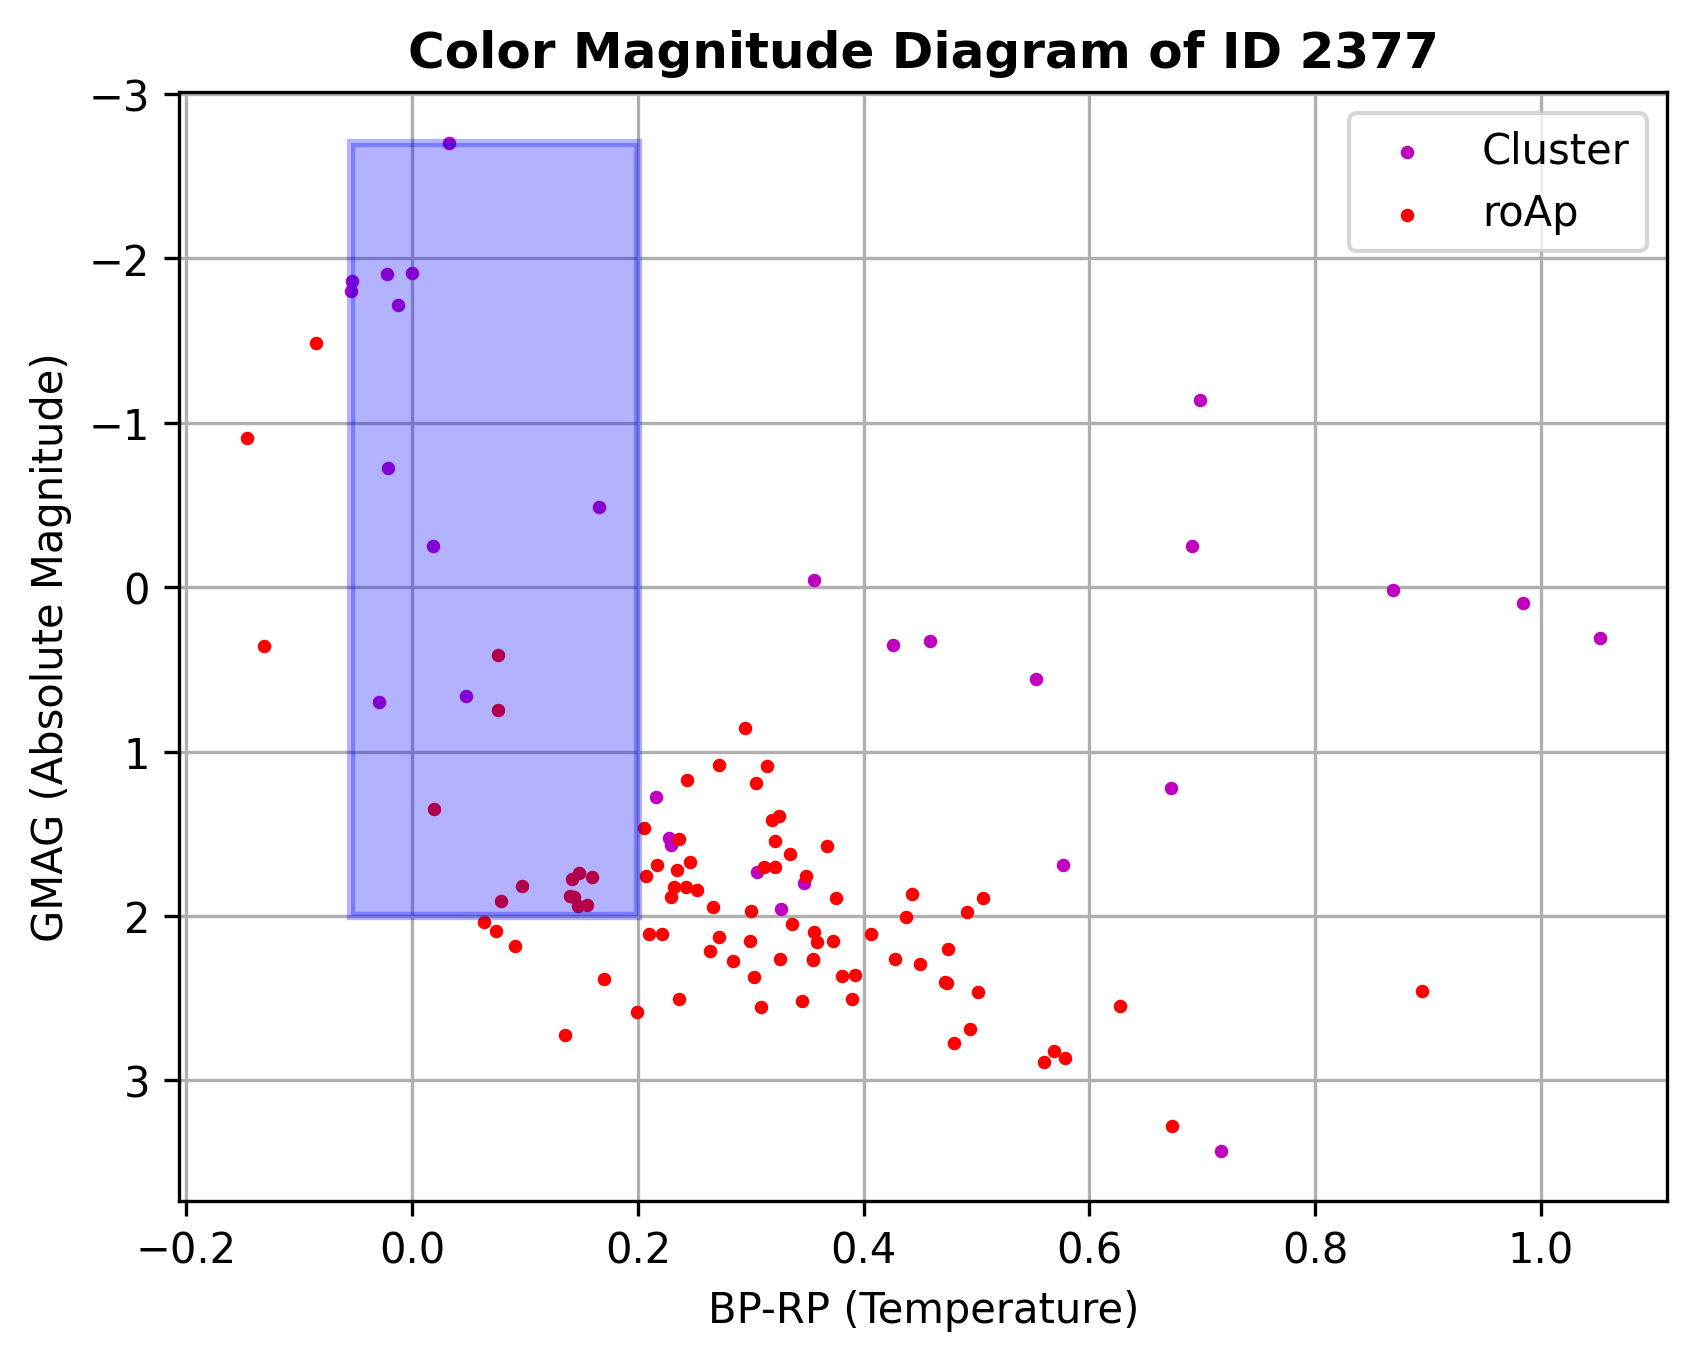 Color Magnitude Diagram of ID 2377
Cluster
roAp
GMAG (Absolute Magnitude)
−3
−2
−1
0
1
2
3
−0.2 0.0 0.2 0.4 0.6 0.8 1.0
BP-RP (Temperature)